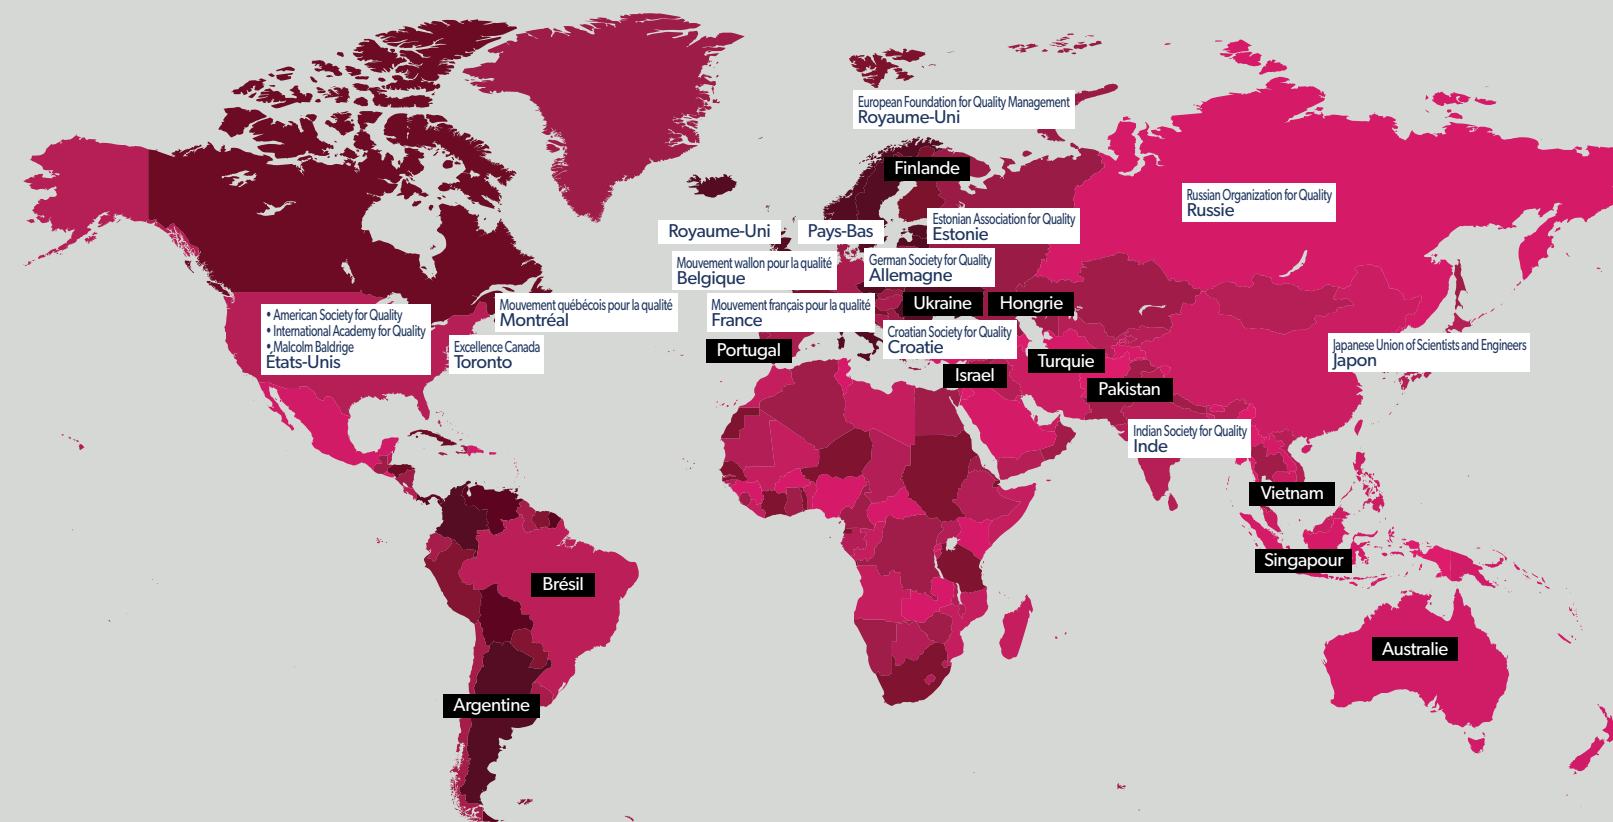 European Foundation for Quality Management
Royaume-Uni
Finlande
Russian Organization for Quality
Russie
Estonian Association for Quality
Estonie
Royaume-Uni
Pays-Bas
Mouvement wallon pour la qualité
Belgique
German Society for Quality
Allemagne
• American Society for Quality
• International Academy for Quality
• Malcolm Baldrige
États-Unis
Mouvement québécois pour la qualité
Montréal
Mouvement français pour la qualité
France
Ukraine
Hongrie
Excellence Canada
Toronto
Portugal
Croatian Society for Quality
Croatie
Turquie
Japanese Union of Scientists and Engineers
Japon
Israel
Pakistan
Indian Society for Quality
Inde
Vietnam
Singapour
Brésil
Australie
Argentine